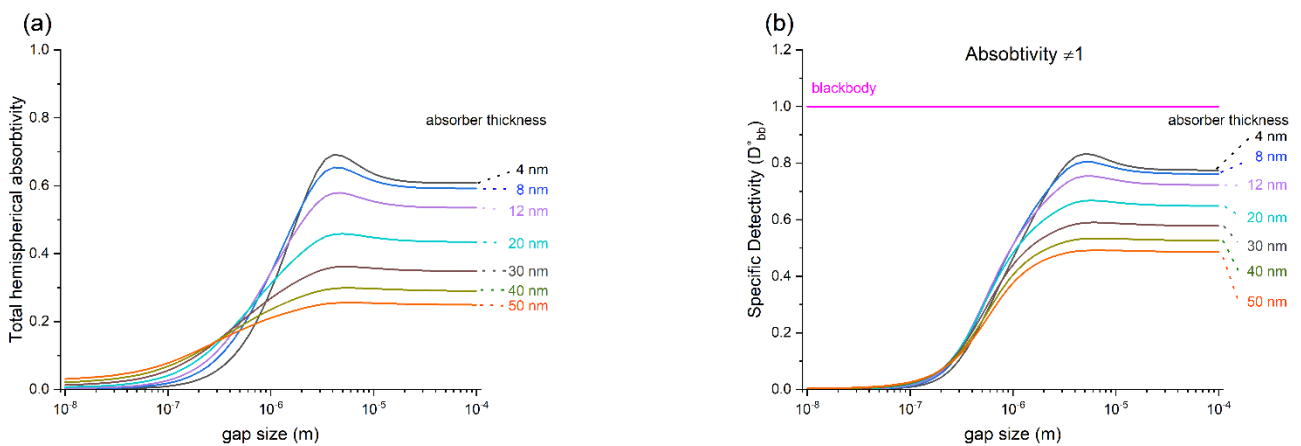 (a)
Total hemispherical absorbtivity
1.0
0.8
0.6
0.4
0.2
0.0
absorber thickness
4 nm
8 nm
12 nm
20 nm
30 nm
40 nm
50 nm
10-8
10-7
10-6
10-5
10-4
gap size (m)
(b)
Absobtivity ≠1
Specific Detectivity (D*bb)
1.2
1.0
0.8
0.6
0.4
0.2
0.0
blackbody
absorber thickness
4 nm
8 nm
12 nm
20 nm
30 nm
40 nm
50 nm
10-8
10-7
10-6
10-5
10-4
gap size (m)